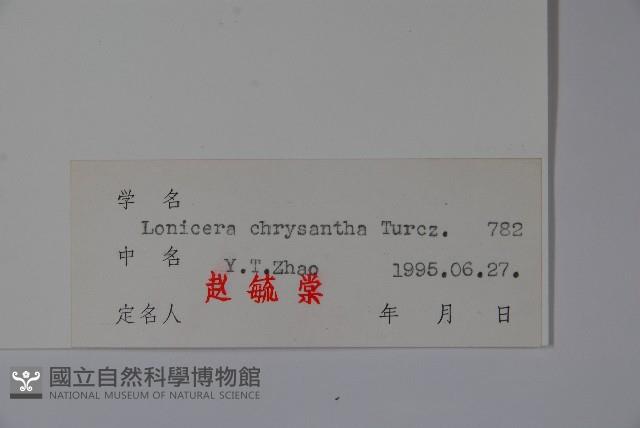 学 名
Lonicera chrysantha Turcz. 782
中 名
Y.T.Zhao 1995.06.27.
赵毓棠
定名人 年 月 日
國立自然科學博物館
NATIONAL MUSEUM OF NATURAL SCIENCE